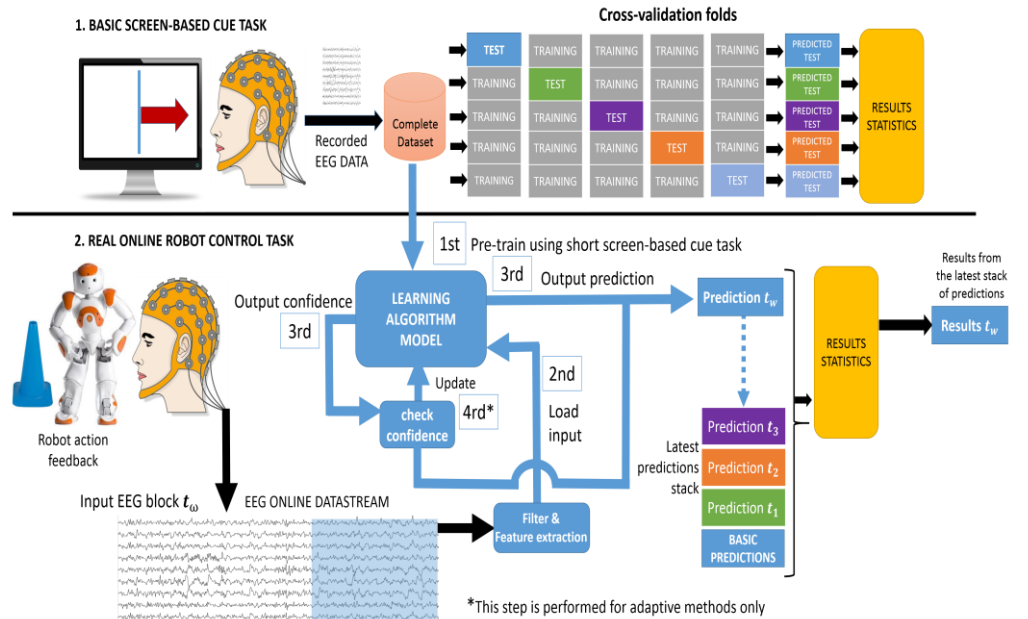 1. BASIC SCREEN-BASED CUE TASK
Recorded
EEG DATA
Complete
Dataset
Cross-validation folds
TEST TRAINING TRAINING TRAINING TRAINING PREDICTED
TEST
TRAINING TEST TRAINING TRAINING TRAINING PREDICTED
TEST
TRAINING TRAINING TEST TRAINING TRAINING PREDICTED
TEST
TRAINING TRAINING TRAINING TEST TRAINING PREDICTED
TEST
TRAINING TRAINING TRAINING TRAINING TEST PREDICTED
TEST
RESULTS
STATISTICS
2. REAL ONLINE ROBOT CONTROL TASK
Robot action
feedback
Input EEG block tω
EEG ONLINE DATASTREAM
1st Pre-train using short screen-based cue task
3rd Output prediction
Output confidence
3rd
LEARNING
ALGORITHM
MODEL
Update
4rd*
check
confidence
2nd
Load
input
Filter &
Feature extraction
Prediction tw
Latest
predictions
stack
Prediction t3
Prediction t2
Prediction t1
BASIC
PREDICTIONS
RESULTS
STATISTICS
Results from
the latest stack
of predictions
Results tw
*This step is performed for adaptive methods only